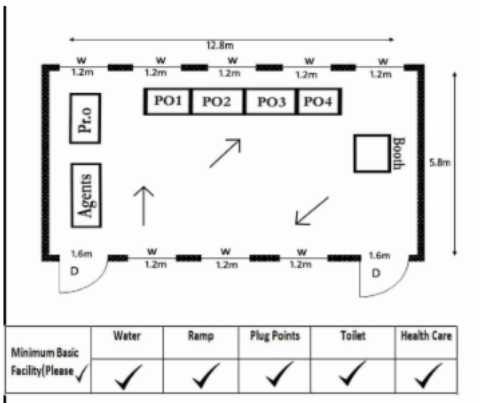 12.8m
W W W W W
1.2m 1.2m 1.2m 1.2m 1.2m
PO1 PO2 PO3 PO4
Pr.o
Booth
5.8m
Agents
1.6m W W W 1.6m
D 1.2m 1.2m 1.2m D
Water Ramp Plug Points Toilet Health Care
Minimum Basic
Facility(Please ✓ ✓ ✓ ✓ ✓ ✓